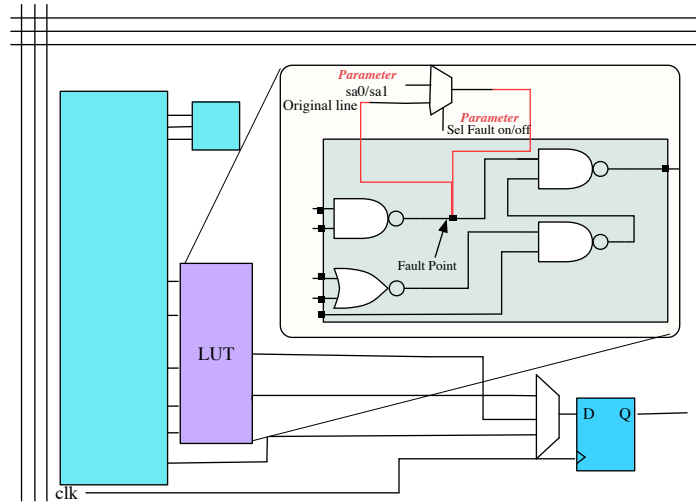 Parameter
sa0/sa1
Original line
Parameter
Sel Fault on/off
Fault Point
LUT
D Q
clk